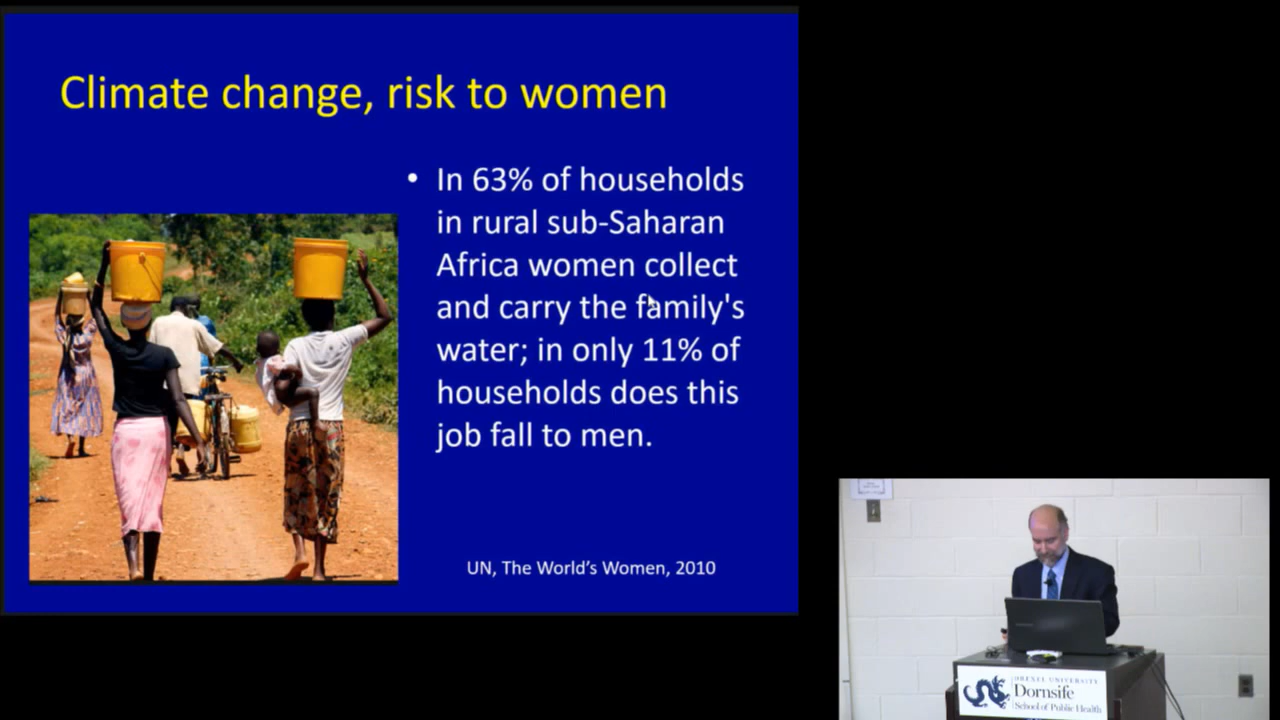 Climate change, risk to women
• In 63% of households
in rural sub-Saharan
Africa women collect
and carry the family's
water; in only 11% of
households does this
job fall to men.
UN, The World's Women, 2010
DREXEL UNIVERSITY
Dornsife
School of Public Health